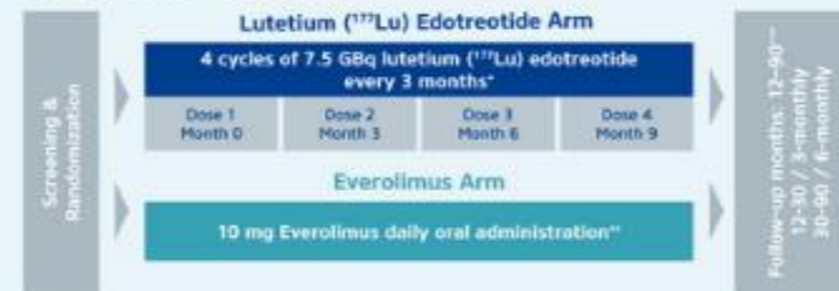 Lutetium (¹⁷⁷Lu) Edotreotide Arm
Screening &
Randomization
4 cycles of 7.5 GBq lutetium (¹⁷⁷Lu) edotreotide
every 3 months*
Dose 1
Month 0
Dose 2
Month 3
Dose 3
Month 6
Dose 4
Month 9
Everolimus Arm
10 mg Everolimus daily oral administration**
Follow-up months: 12–90***
12-30 / 3-monthly
30-90 / 6-monthly